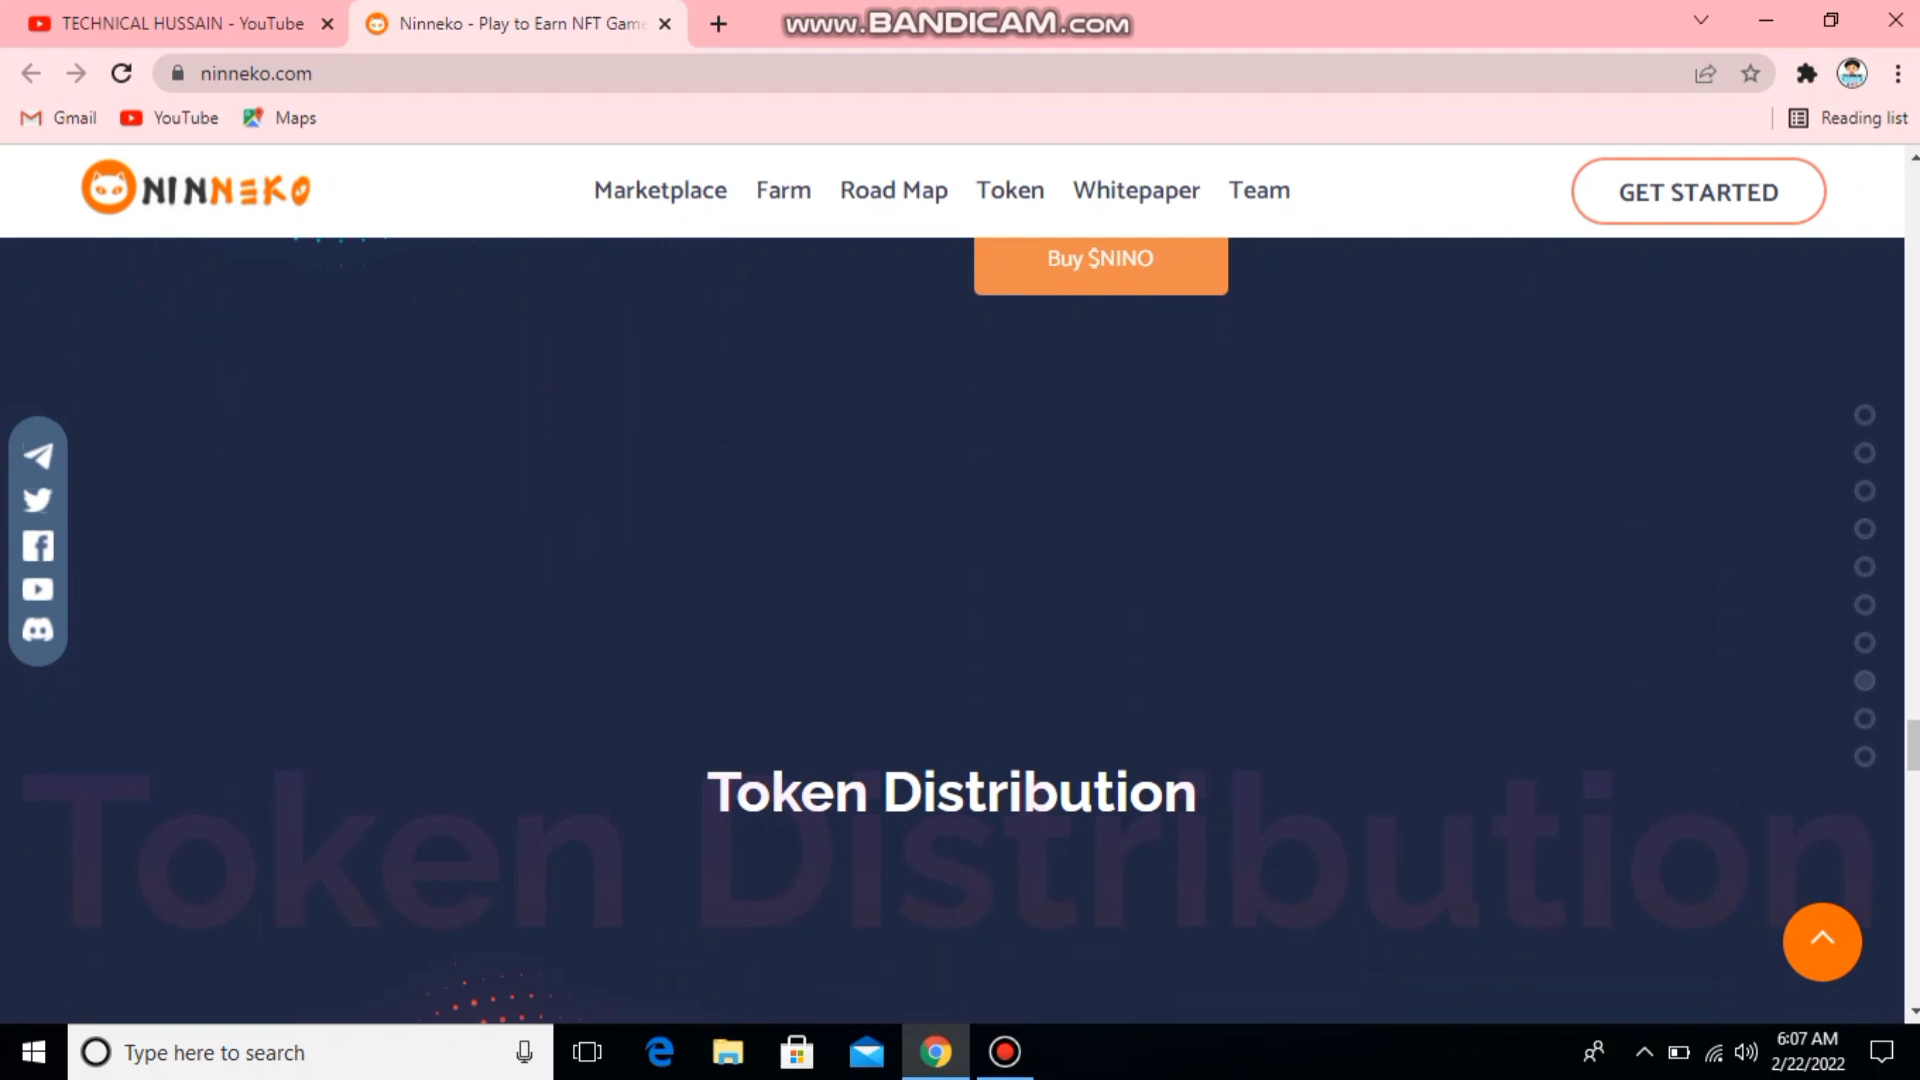 TECHNICAL HUSSAIN - YouTube
Ninneko - Play to Earn NFT Game
www.BANDICAM.com
ninneko.com
Gmail
YouTube
Maps
Reading list
NINNEKO
Marketplace
Farm
Road Map
Token
Whitepaper
Team
GET STARTED
Buy $NINO
Token Distribution
Token Distribution
Type here to search
6:07 AM
2/22/2022